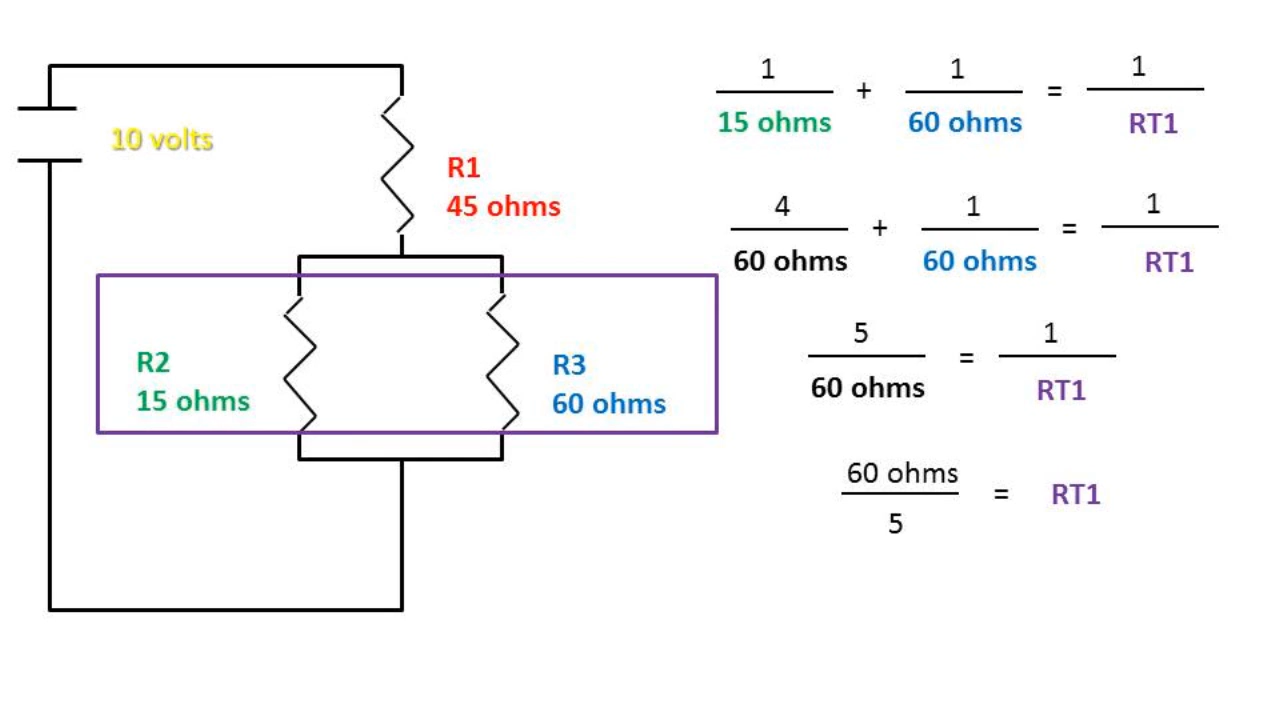 10 volts
R1
45 ohms
R2
15 ohms
R3
60 ohms
1 1 1
+ =
15 ohms 60 ohms RT1
4 1 1
+ =
60 ohms 60 ohms RT1
5 1
=
60 ohms RT1
60 ohms
= RT1
5